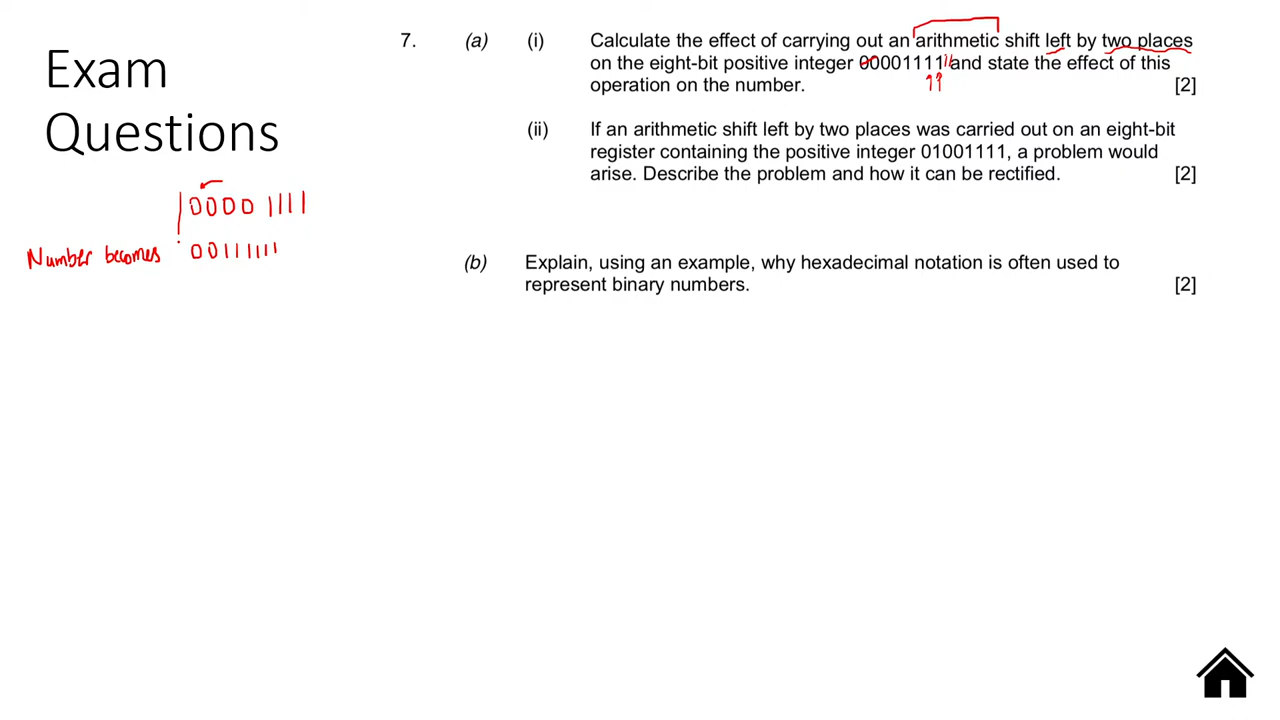 Exam
Questions
7. (a) (i) Calculate the effect of carrying out an arithmetic shift left by two places
on the eight-bit positive integer 00001111 and state the effect of this
operation on the number. [2]
(ii) If an arithmetic shift left by two places was carried out on an eight-bit
register containing the positive integer 01001111, a problem would
arise. Describe the problem and how it can be rectified. [2]
(b) Explain, using an example, why hexadecimal notation is often used to
represent binary numbers. [2]
00001111
Number becomes 00111111